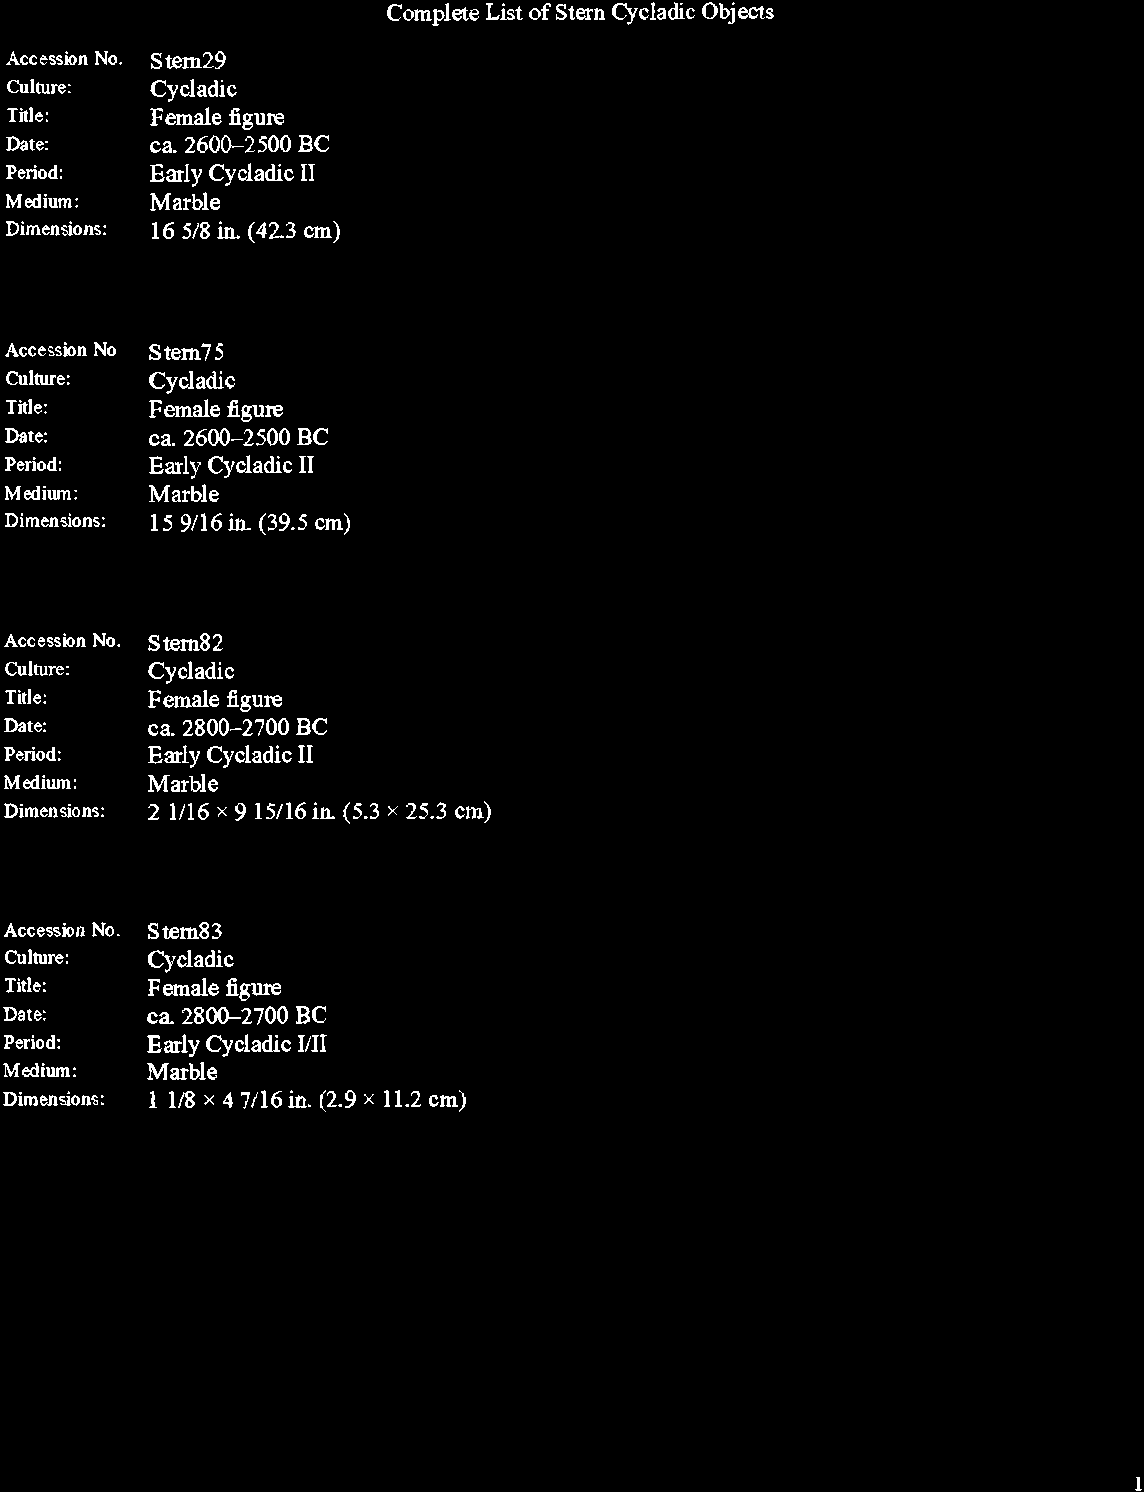 Complete List of Stern Cycladic Objects
Accession No. Stern29
Culture: Cycladic
Title: Female figure
Date: ca. 2600–2500 BC
Period: Early Cycladic II
Medium: Marble
Dimensions: 16 5/8 in. (42.3 cm)
Accession No Stern75
Culture: Cycladic
Title: Female figure
Date: ca. 2600–2500 BC
Period: Early Cycladic II
Medium: Marble
Dimensions: 15 9/16 in. (39.5 cm)
Accession No. Stern82
Culture: Cycladic
Title: Female figure
Date: ca. 2800–2700 BC
Period: Early Cycladic II
Medium: Marble
Dimensions: 2 1/16 × 9 15/16 in. (5.3 × 25.3 cm)
Accession No. Stern83
Culture: Cycladic
Title: Female figure
Date: ca. 2800–2700 BC
Period: Early Cycladic I/II
Medium: Marble
Dimensions: 1 1/8 × 4 7/16 in. (2.9 × 11.2 cm)
1